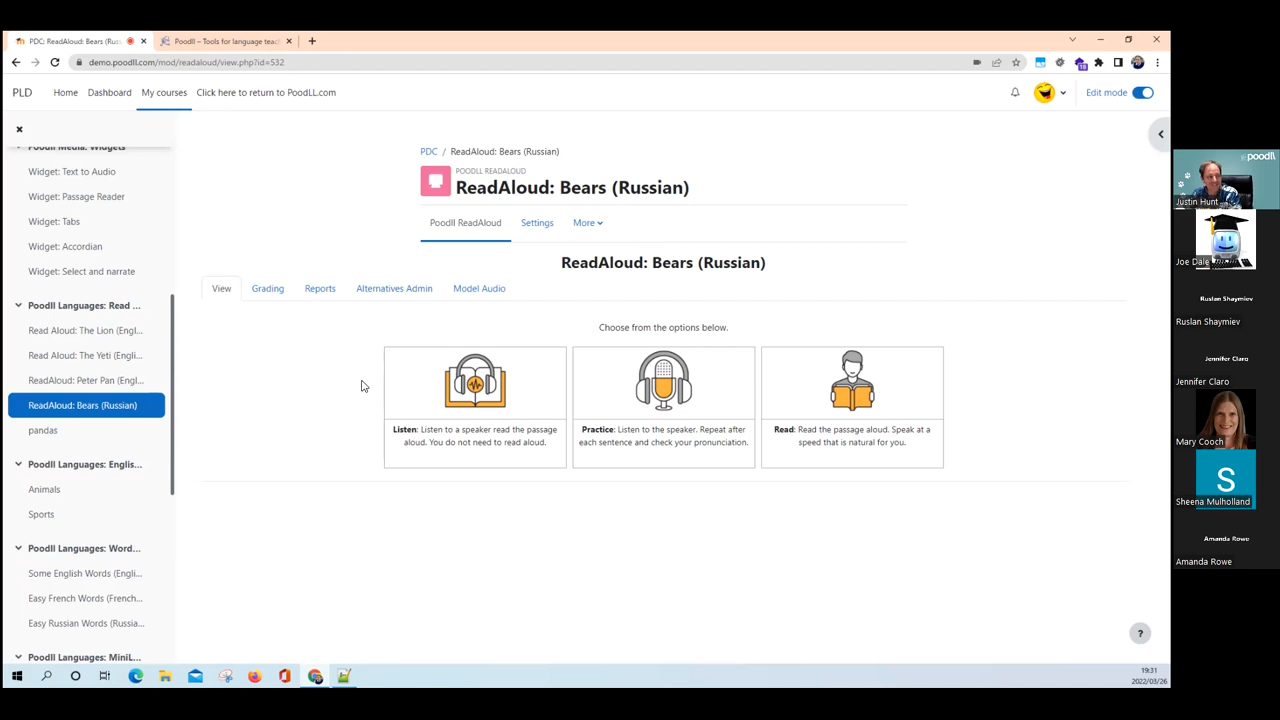 PDC: ReadAloud: Bears (Russ
Poodll – Tools for language teac
demo.poodll.com/mod/readaloud/view.php?id=532
18
PLD
Home
Dashboard
My courses
Click here to return to PoodLL.com
Edit mode
Poodll Media: Widgets
Widget: Text to Audio
Widget: Passage Reader
Widget: Tabs
Widget: Accordian
Widget: Select and narrate
Poodll Languages: Read ...
Read Aloud: The Lion (Engl...
Read Aloud: The Yeti (Engli...
ReadAloud: Peter Pan (Engl...
ReadAloud: Bears (Russian)
pandas
Poodll Languages: Englis...
Animals
Sports
Poodll Languages: Word...
Some English Words (Engli...
Easy French Words (French...
Easy Russian Words (Russia...
Poodll Languages: MiniL...
PDC / ReadAloud: Bears (Russian)
POODLL READALOUD
ReadAloud: Bears (Russian)
Poodll ReadAloud
Settings
More
ReadAloud: Bears (Russian)
View
Grading
Reports
Alternatives Admin
Model Audio
Choose from the options below.
Listen: Listen to a speaker read the passage
aloud. You do not need to read aloud.
Practice: Listen to the speaker. Repeat after
each sentence and check your pronunciation.
Read: Read the passage aloud. Speak at a
speed that is natural for you.
?
19:31
2022/03/26
poodll
Justin Hunt
Joe Dale
Ruslan Shaymiev
Ruslan Shaymiev
Jennifer Claro
Jennifer Claro
Mary Cooch
S
Sheena Mulholland
Amanda Rowe
Amanda Rowe